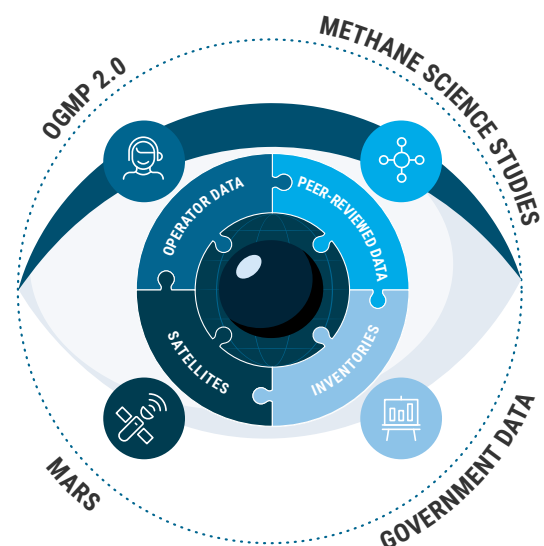 OGMP 2.0
METHANE SCIENCE STUDIES
OPERATOR DATA
PEER-REVIEWED DATA
SATELLITES
INVENTORIES
MARS
GOVERNMENT DATA